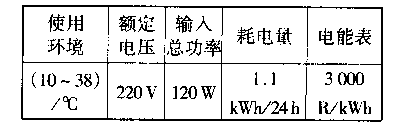 使用 额定 输入 耗电量 电能表
环境 电压 总功率
(10~38) 220 V 120 W 1.1 3 000
/℃ kWh/24 h R/kWh